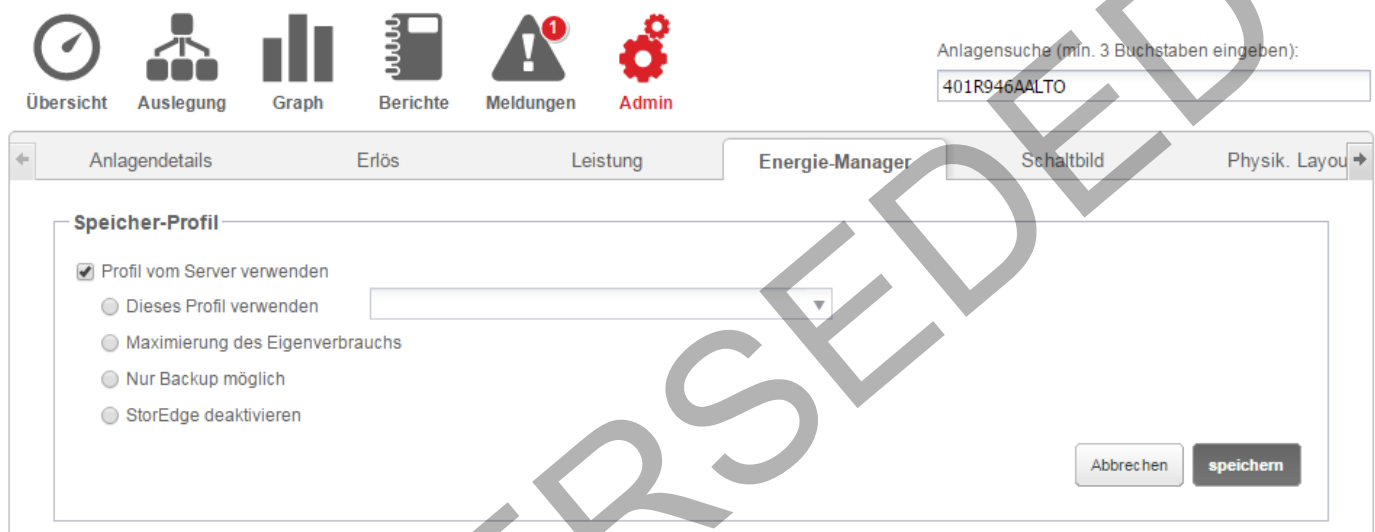 1
Übersicht Auslegung Graph Berichte Meldungen Admin
Anlagensuche (min. 3 Buchstaben eingeben):
401R946AALTO
Anlagendetails Erlös Leistung Energie-Manager Schaltbild Physik. Layou
Speicher-Profil
Profil vom Server verwenden
Dieses Profil verwenden
Maximierung des Eigenverbrauchs
Nur Backup möglich
StorEdge deaktivieren
Abbrechen speichern
ERSEDED